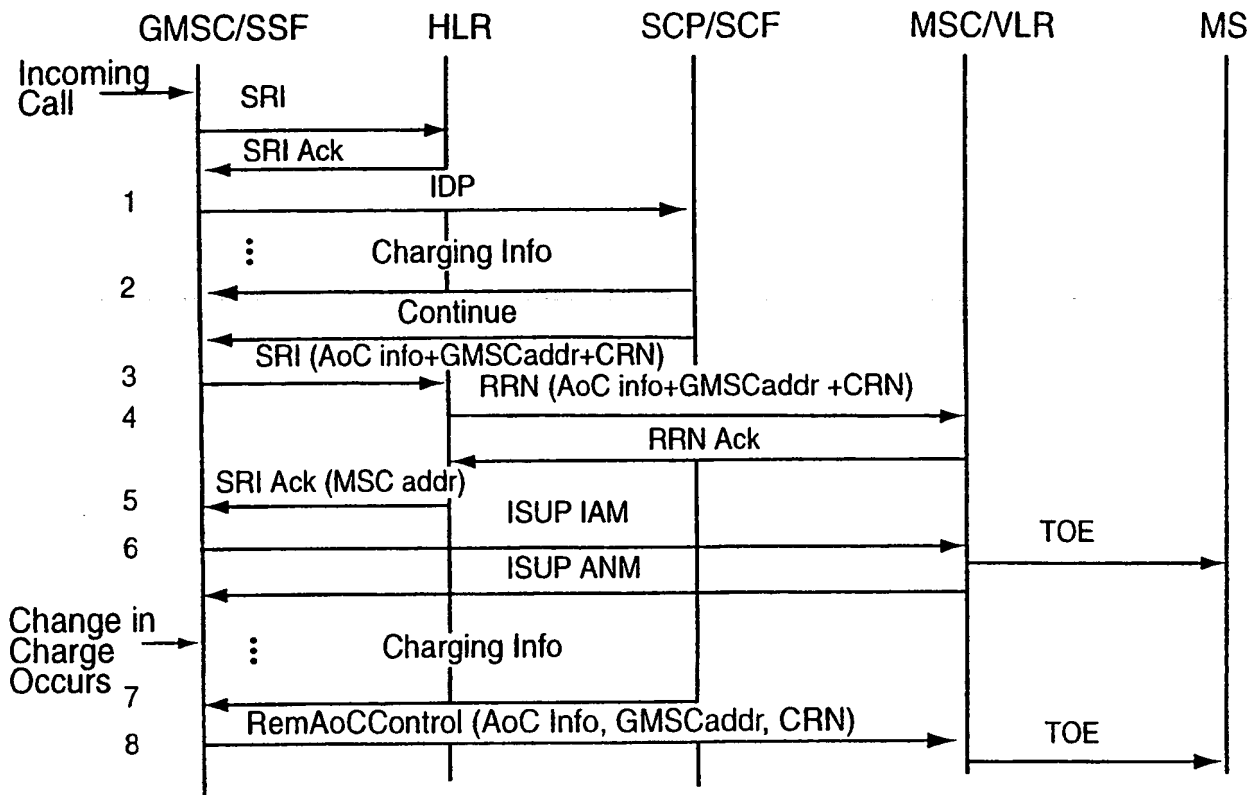 GMSC/SSF HLR SCP/SCF MSC/VLR MS
Incoming
Call
SRI
SRI Ack
1
IDP
Charging Info
2
Continue
SRI (AoC info+GMSCaddr+CRN)
3
RRN (AoC info+GMSCaddr +CRN)
4
RRN Ack
SRI Ack (MSC addr)
5
ISUP IAM
6
TOE
ISUP ANM
Change in
Charge
Occurs
Charging Info
7
RemAoCControl (AoC Info, GMSCaddr, CRN)
8
TOE